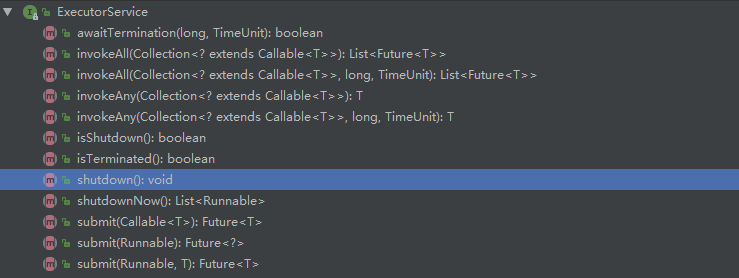 ExecutorService
awaitTermination(long, TimeUnit): boolean
invokeAll(Collection<? extends Callable<T>>): List<Future<T>>
invokeAll(Collection<? extends Callable<T>>, long, TimeUnit): List<Future<T>>
invokeAny(Collection<? extends Callable<T>>): T
invokeAny(Collection<? extends Callable<T>>, long, TimeUnit): T
isShutdown(): boolean
isTerminated(): boolean
shutdown(): void
shutdownNow(): List<Runnable>
submit(Callable<T>): Future<T>
submit(Runnable): Future<?>
submit(Runnable, T): Future<T>